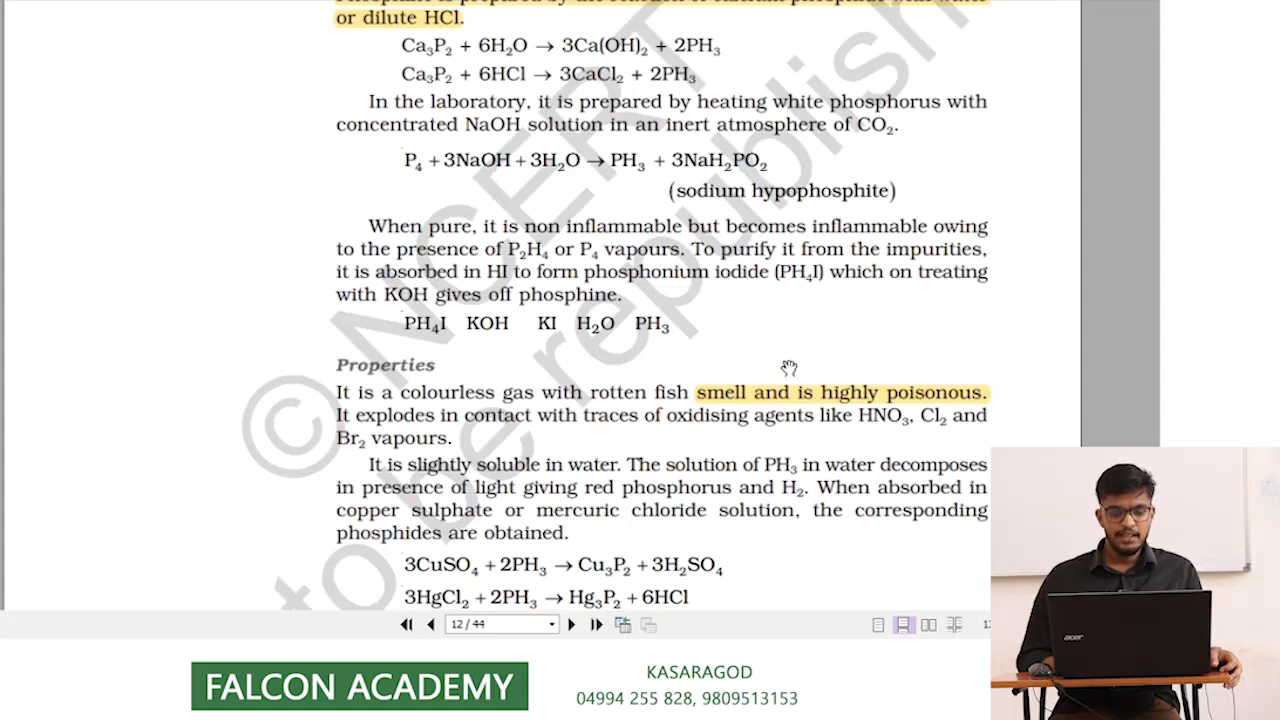 or dilute HCl.
Ca₃P₂ + 6H₂O → 3Ca(OH)₂ + 2PH₃
Ca₃P₂ + 6HCl → 3CaCl₂ + 2PH₃
In the laboratory, it is prepared by heating white phosphorus with
concentrated NaOH solution in an inert atmosphere of CO₂.
P₄ + 3NaOH + 3H₂O → PH₃ + 3NaH₂PO₂
(sodium hypophosphite)
When pure, it is non inflammable but becomes inflammable owing
to the presence of P₂H₄ or P₄ vapours. To purify it from the impurities,
it is absorbed in HI to form phosphonium iodide (PH₄I) which on treating
with KOH gives off phosphine.
PH₄I KOH KI H₂O PH₃
Properties
It is a colourless gas with rotten fish smell and is highly poisonous.
It explodes in contact with traces of oxidising agents like HNO₃, Cl₂ and
Br₂ vapours.
It is slightly soluble in water. The solution of PH₃ in water decomposes
in presence of light giving red phosphorus and H₂. When absorbed in
copper sulphate or mercuric chloride solution, the corresponding
phosphides are obtained.
3CuSO₄ + 2PH₃ → Cu₃P₂ + 3H₂SO₄
3HgCl₂ + 2PH₃ → Hg₃P₂ + 6HCl
© NCERT
to be republish
12 / 44
acer
FALCON ACADEMY
KASARAGOD
04994 255 828, 9809513153